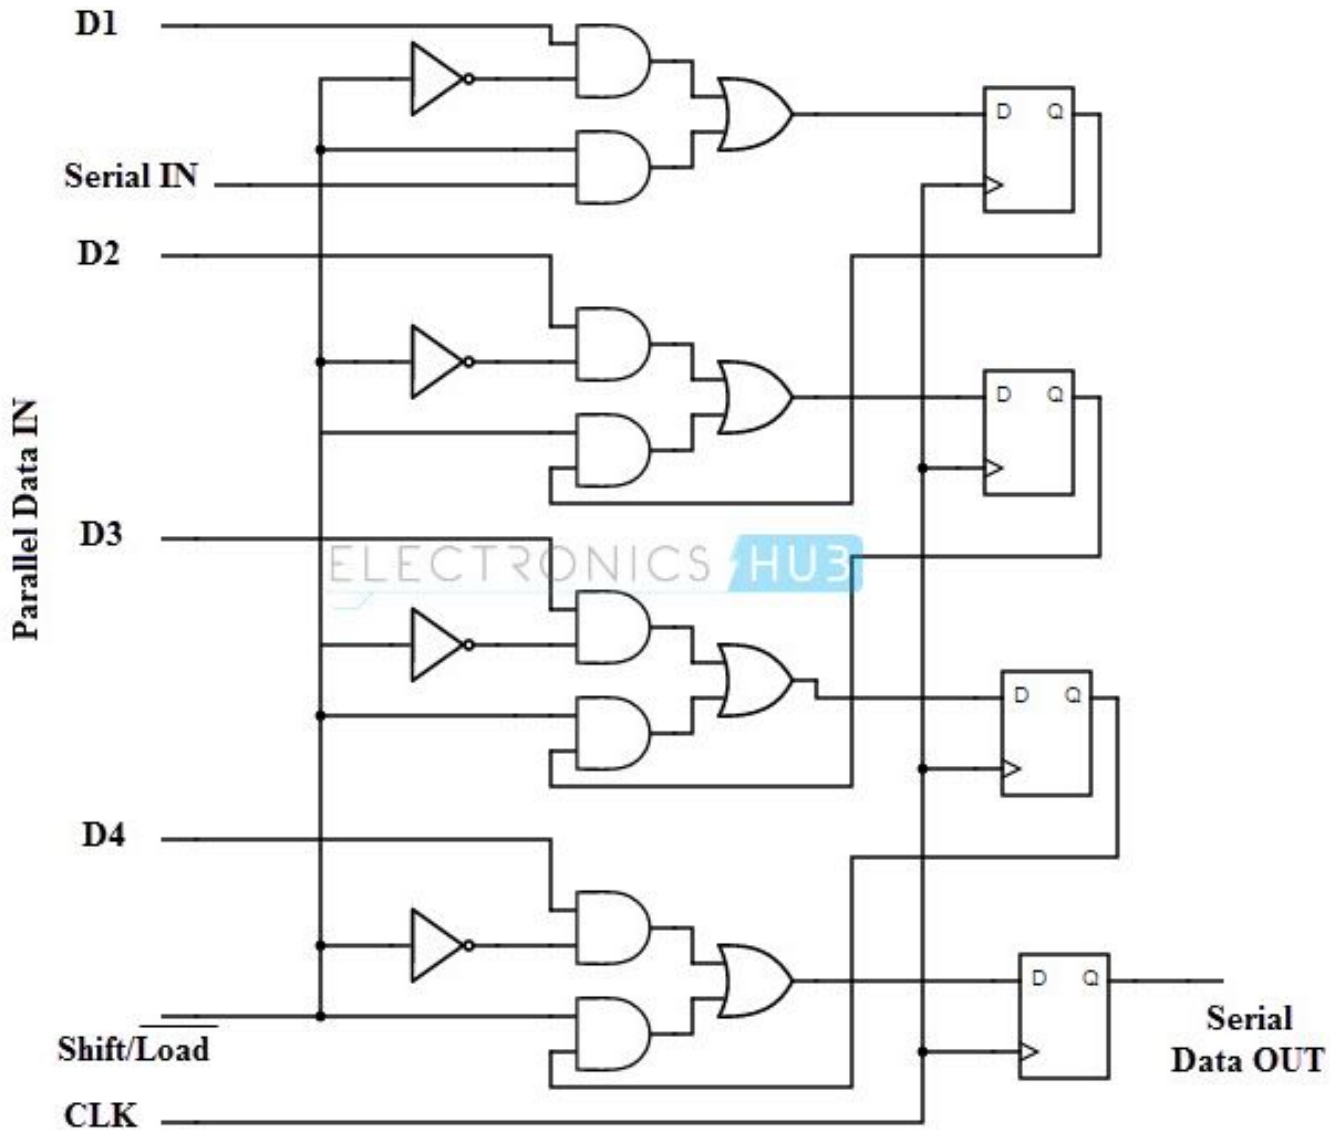 D1
D Q
Serial IN
D2
D Q
Parallel Data IN
D3
ELECTRONICS HUB
D Q
D4
D Q
Serial
Data OUT
Shift/Load
CLK